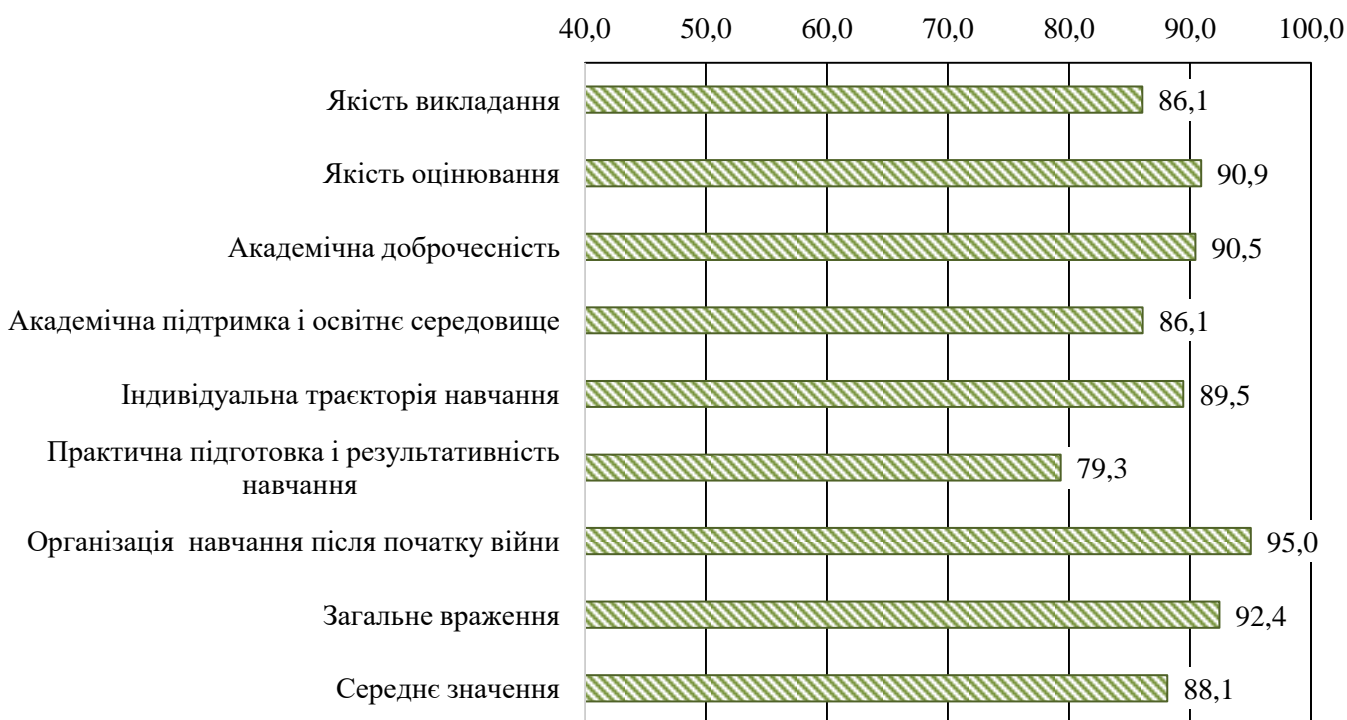 40,0 50,0 60,0 70,0 80,0 90,0 100,0
Якість викладання 86,1
Якість оцінювання 90,9
Академічна доброчесність 90,5
Академічна підтримка і освітнє середовище 86,1
Індивідуальна траєкторія навчання 89,5
Практична підготовка і результативність
навчання 79,3
Організація  навчання після початку війни 95,0
Загальне враження 92,4
Середнє значення 88,1